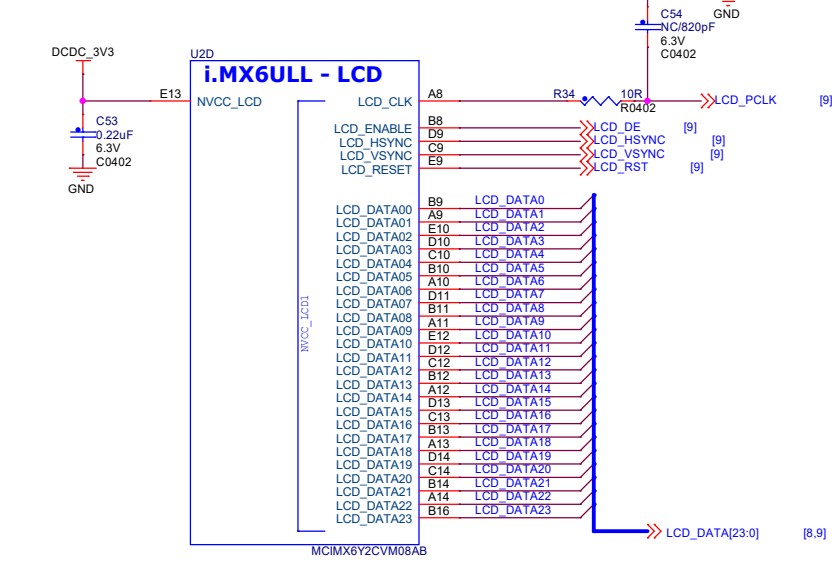 C54
NC/820pF
6.3V
C0402
GND
DCDC_3V3
U2D
i.MX6ULL - LCD
E13
NVCC_LCD
C53
0.22uF
6.3V
C0402
GND
LCD_CLK A8 R34 10R R0402 LCD_PCLK [9]
LCD_ENABLE B8 LCD_DE [9]
LCD_HSYNC D9 LCD_HSYNC [9]
LCD_VSYNC C9 LCD_VSYNC [9]
LCD_RESET E9 LCD_RST [9]
LCD_DATA00 B9 LCD_DATA0
LCD_DATA01 A9 LCD_DATA1
LCD_DATA02 E10 LCD_DATA2
LCD_DATA03 D10 LCD_DATA3
LCD_DATA04 C10 LCD_DATA4
LCD_DATA05 B10 LCD_DATA5
LCD_DATA06 A10 LCD_DATA6
LCD_DATA07 D11 LCD_DATA7
LCD_DATA08 B11 LCD_DATA8
LCD_DATA09 A11 LCD_DATA9
LCD_DATA10 E12 LCD_DATA10
LCD_DATA11 D12 LCD_DATA11
LCD_DATA12 C12 LCD_DATA12
LCD_DATA13 B12 LCD_DATA13
LCD_DATA14 A12 LCD_DATA14
LCD_DATA15 D13 LCD_DATA15
LCD_DATA16 C13 LCD_DATA16
LCD_DATA17 B13 LCD_DATA17
LCD_DATA18 A13 LCD_DATA18
LCD_DATA19 D14 LCD_DATA19
LCD_DATA20 C14 LCD_DATA20
LCD_DATA21 B14 LCD_DATA21
LCD_DATA22 A14 LCD_DATA22
LCD_DATA23 B16 LCD_DATA23
NVCC_LCD1
LCD_DATA[23:0] [8,9]
MCIMX6Y2CVM08AB